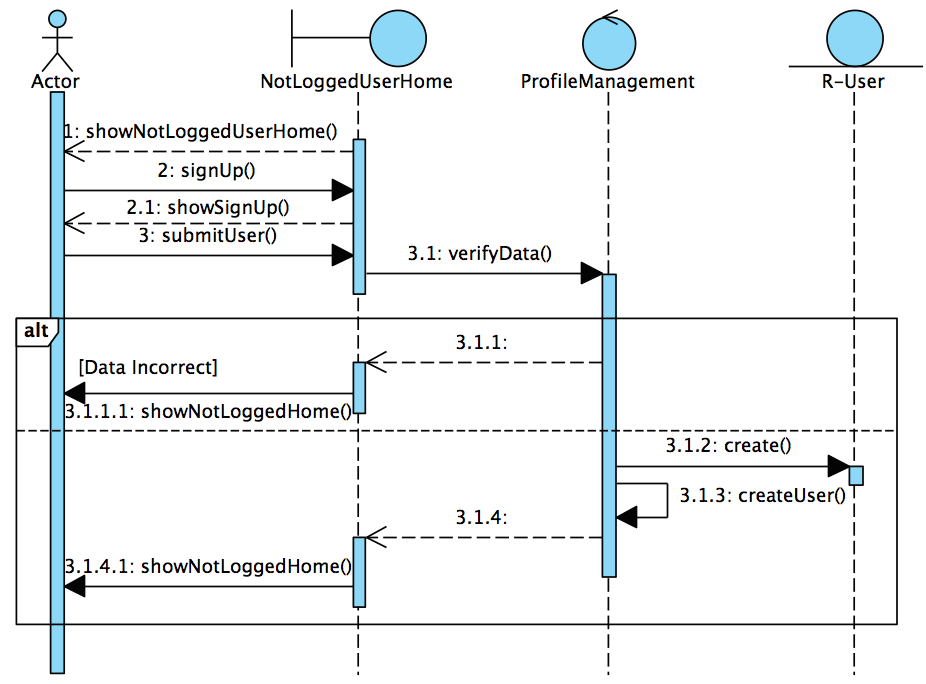 Actor
NotLoggedUserHome
ProfileManagement
R-User
1: showNotLoggedUserHome()
2: signUp()
2.1: showSignUp()
3: submitUser()
3.1: verifyData()
alt
3.1.1:
[Data Incorrect]
3.1.1.1: showNotLoggedHome()
3.1.2: create()
3.1.3: createUser()
3.1.4:
3.1.4.1: showNotLoggedHome()